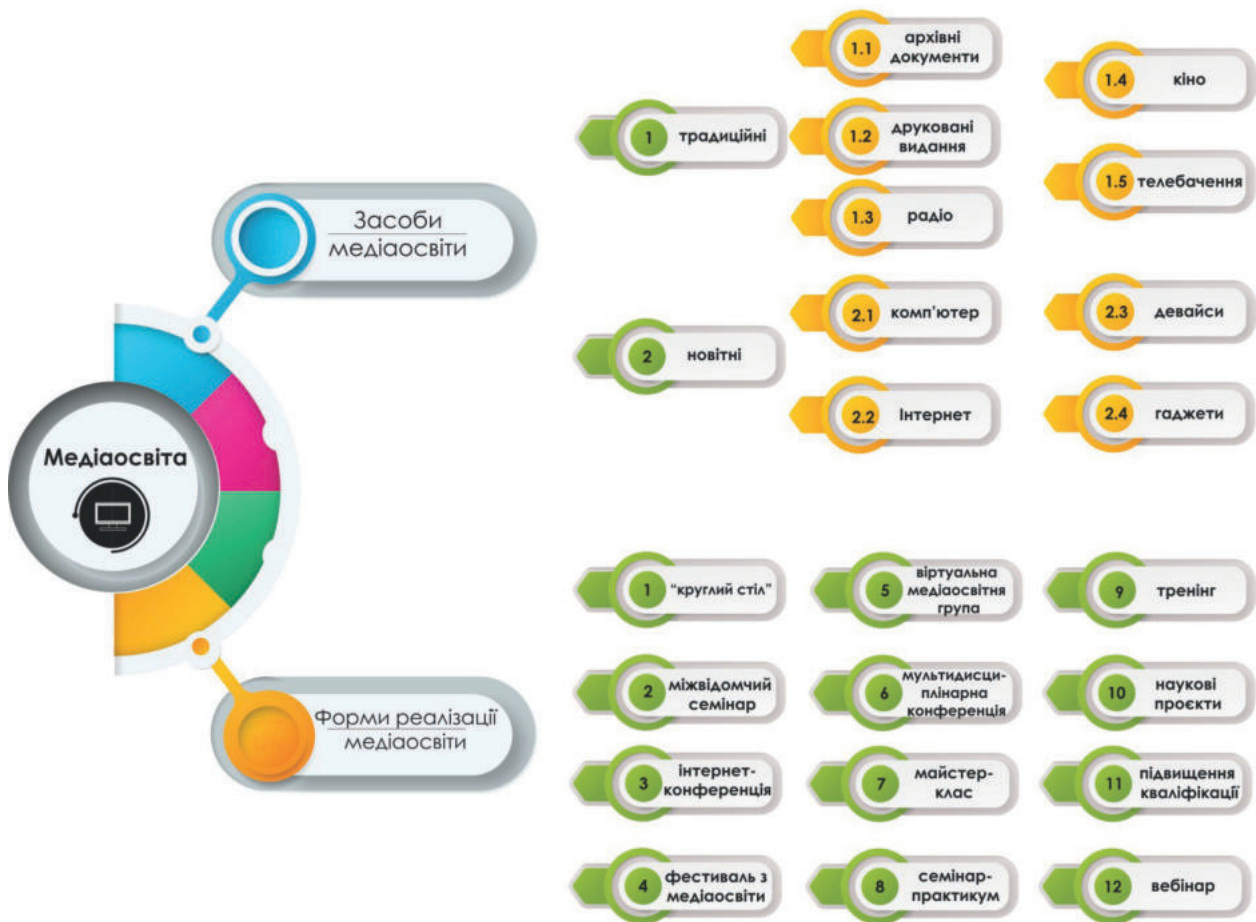 Медіаосвіта
Засоби
медіаосвіти
1
традиційні
1.1
архівні
документи
1.2
друковані
видання
1.3
радіо
1.4
кіно
1.5
телебачення
2
новітні
2.1
комп’ютер
2.2
Інтернет
2.3
девайси
2.4
гаджети
Форми реалізації
медіаосвіти
1
“круглий стіл”
2
міжвідомчий
семінар
3
інтернет-
конференція
4
фестиваль з
медіаосвіти
5
віртуальна
медіаосвітня
група
6
мультидисци-
плінарна
конференція
7
майстер-
клас
8
семінар-
практикум
9
тренінг
10
наукові
проєкти
11
підвищення
кваліфікації
12
вебінар